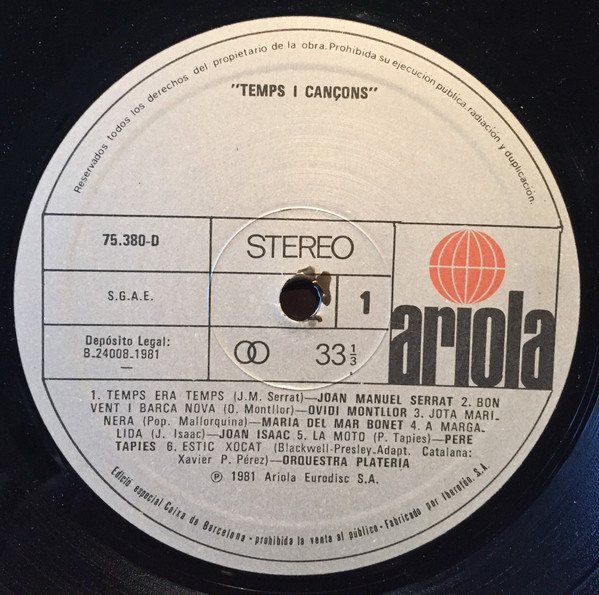 Reservados todos los derechos del propietario de la obra. Prohibida su ejecucion publica, radiación y duplicación.
"TEMPS I CANÇONS"
75.380-D
STEREO
S.G.A.E.
1
ariola
Depósito Legal:
B-24008-1981
33 1/3
1. TEMPS ERA TEMPS (J.M. Serrat)—JOAN MANUEL SERRAT 2. BON
VENT I BARCA NOVA (O. Montllor)—OVIDI MONTLLOR 3. JOTA MARI-
NERA (Pop. Mallorquina)—MARIA DEL MAR BONET 4. A MARGA-
LIDA (J. Isaac)—JOAN ISAAC 5. LA MOTO (P. Tapies)—PERE
TAPIES 6. ESTIC XOCAT (Blackwell-Presley-Adapt. Catalana:
Xavier P. Pérez)—ORQUESTRA PLATERIA
Ⓟ 1981 Ariola Eurodisc S.A.
Edició especial Caixa de Barcelona - prohibida la venta al público - Fabricado por Iberofón, S.A.